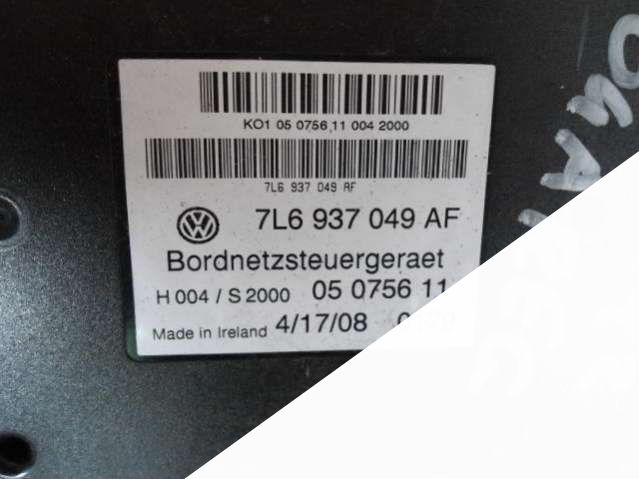 KO1 05 0756 11 004 2000
7L6 937 049 AF
7L6 937 049 AF
Bordnetzsteuergeraet
H 004 / S 2000 05 0756 11
Made in Ireland 4/17/08